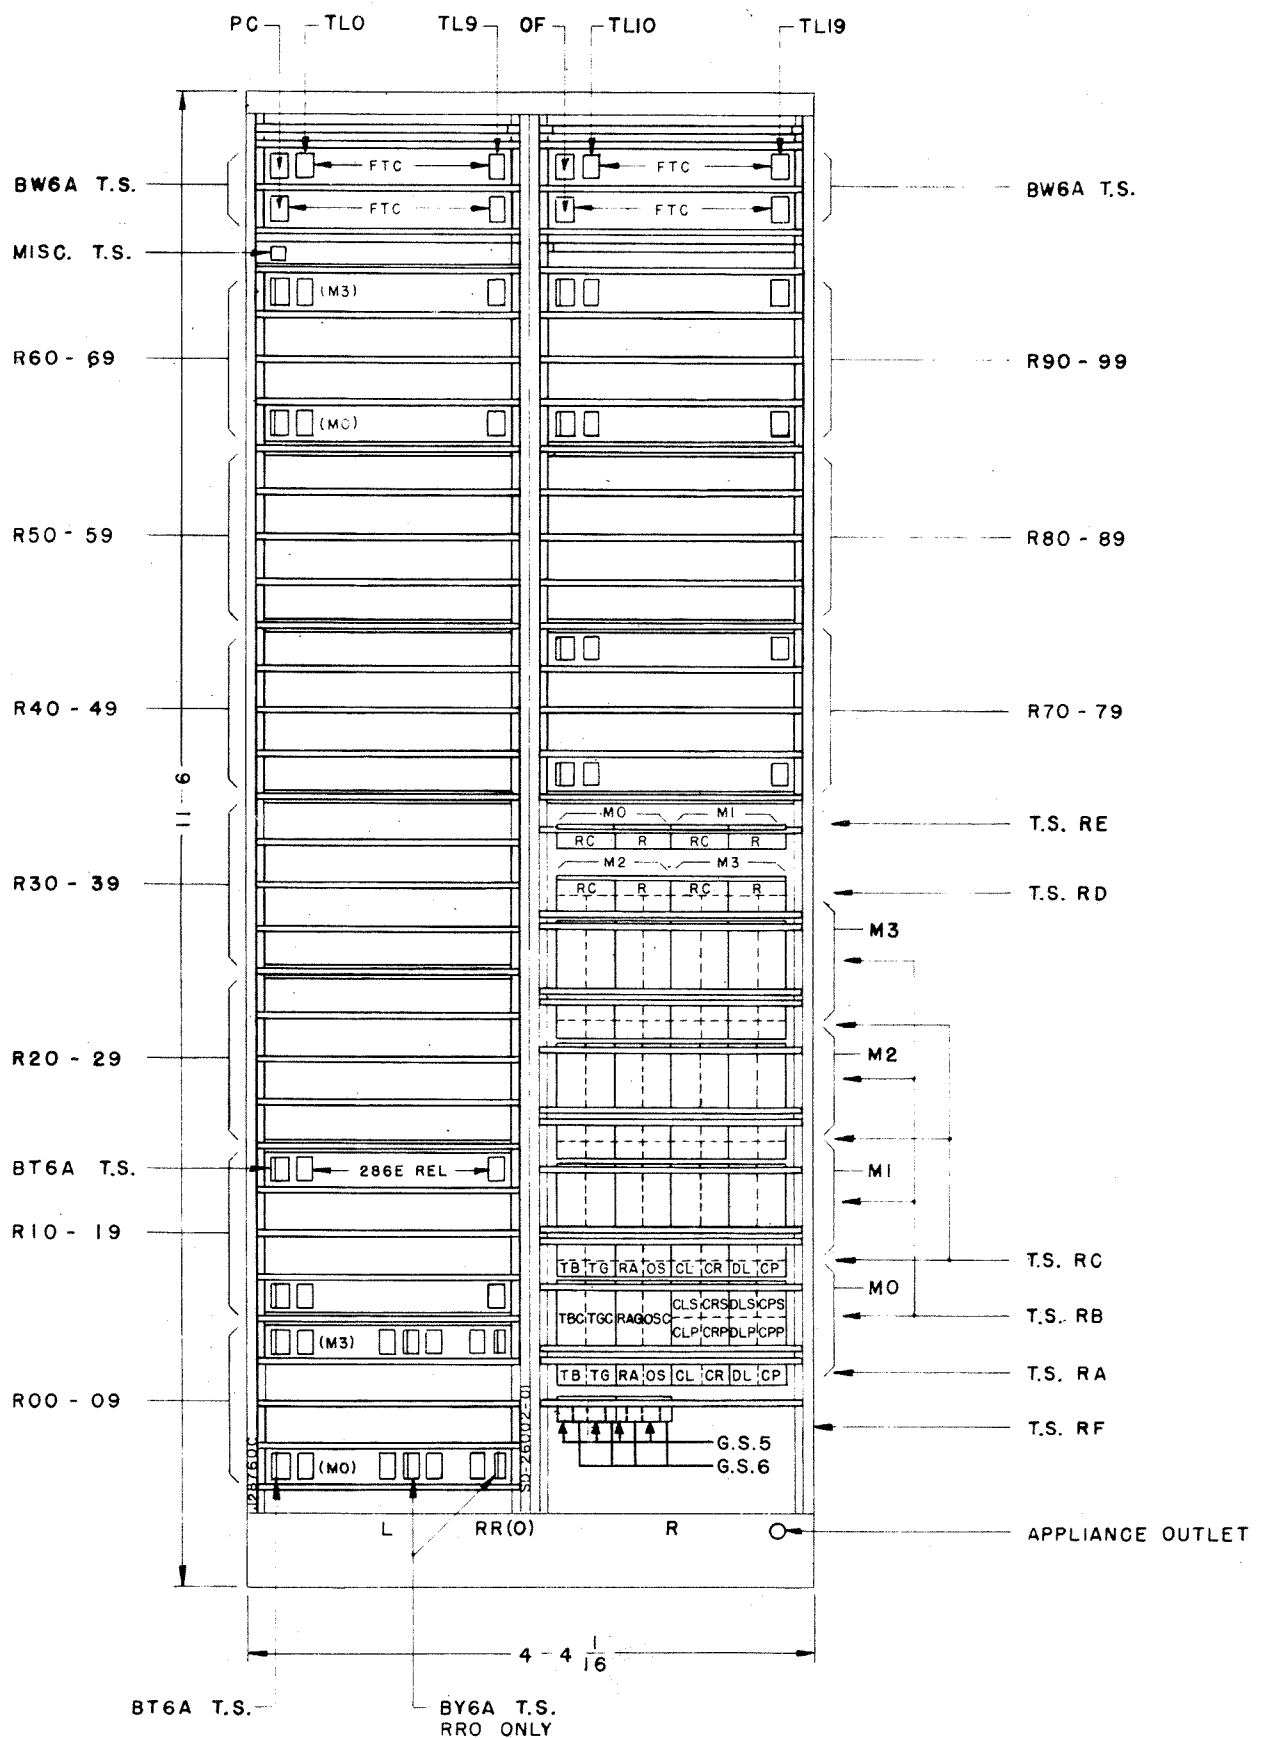 PC TL0 TL9 OF TL10 TL19
BW6A T.S. FTC FTC BW6A T.S.
FTC FTC
MISC. T.S.
(M3)
R60 - 69 R90 - 99
(M0)
R50 - 59 R80 - 89
R40 - 49 R70 - 79
11 - 6
M0 M1
T.S. RE
RC R RC R
M2 M3
R30 - 39 RC R RC R T.S. RD
M3
R20 - 29 M2
BT6A T.S. 286E REL M1
R10 - 19
TB TG RA OS CL CR DL CP T.S. RC
M0
CLS CRS DLS CPS
TBC TGC RAG OSC T.S. RB
CLP CRP DLP CPP
(M3)
TB TG RA OS CL CR DL CP T.S. RA
R00 - 09
T.S. RF
G.S.5
G.S.6
(M0)
J28760C
SD-26002-01
L RR(0) R APPLIANCE OUTLET
4 - 4 1/16
BT6A T.S. BY6A T.S.
RR0 ONLY